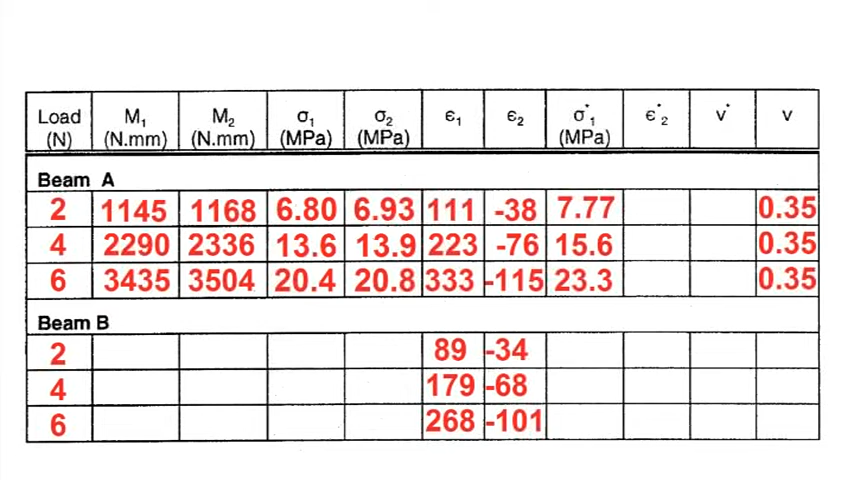 Load M₁ M₂ σ₁ σ₂ ϵ₁ ϵ₂ σ*₁ ϵ*₂ v* v
(N) (N.mm) (N.mm) (MPa) (MPa) (MPa)
Beam A
2 1145 1168 6.80 6.93 111 -38 7.77 0.35
4 2290 2336 13.6 13.9 223 -76 15.6 0.35
6 3435 3504 20.4 20.8 333 -115 23.3 0.35
Beam B
2 89 -34
4 179 -68
6 268 -101